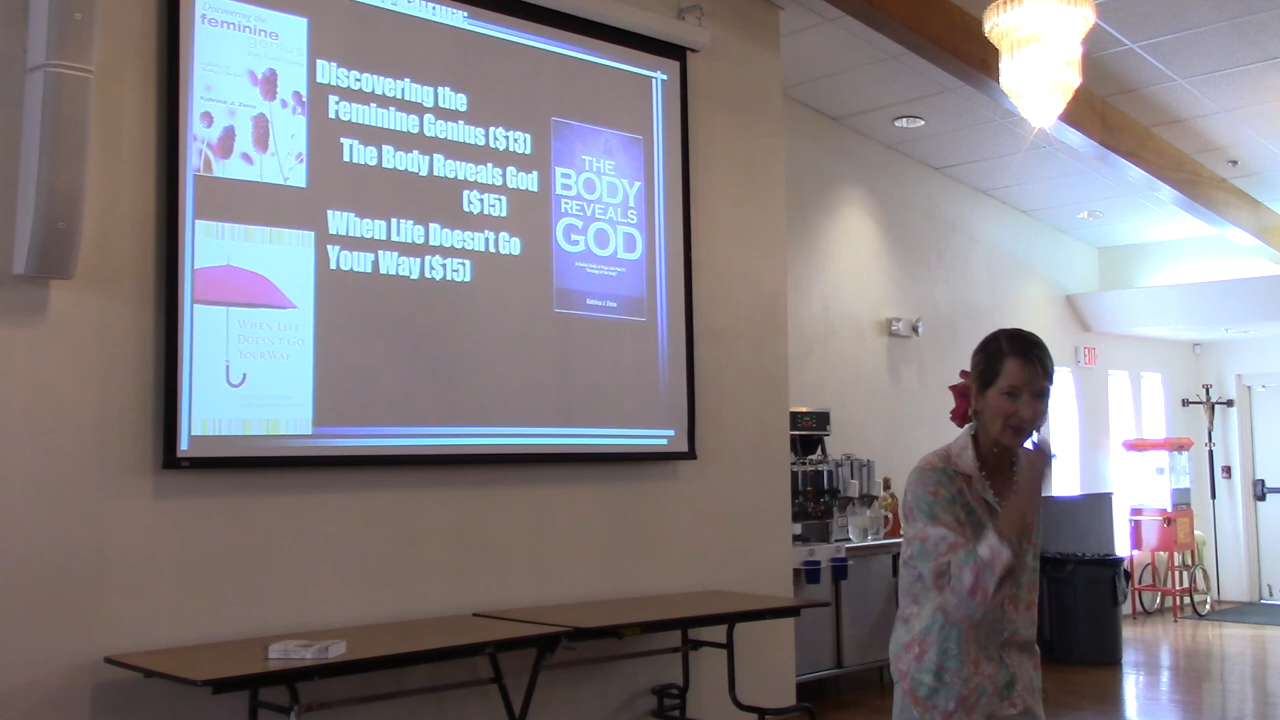 Discovering the
feminine
genius
Katrina J. Zeno
Discovering the
Feminine Genius ($13)
The Body Reveals God
($15)
When Life Doesn't Go
Your Way ($15)
THE
BODY
REVEALS
GOD
Katrina J. Zeno
WHEN LIFE
DOESN'T GO
YOUR WAY
EXIT